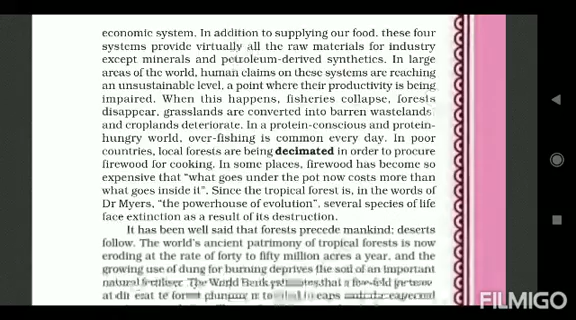 economic system. In addition to supplying our food, these four
systems provide virtually all the raw materials for industry
except minerals and petroleum-derived synthetics. In large
areas of the world, human claims on these systems are reaching
an unsustainable level, a point where their productivity is being
impaired. When this happens, fisheries collapse, forests
disappear, grasslands are converted into barren wastelands
and croplands deteriorate. In a protein-conscious and protein-
hungry world, over-fishing is common every day. In poor
countries, local forests are being decimated in order to procure
firewood for cooking. In some places, firewood has become so
expensive that “what goes under the pot now costs more than
what goes inside it”. Since the tropical forest is, in the words of
Dr Myers, “the powerhouse of evolution”, several species of life
face extinction as a result of its destruction.
It has been well said that forests precede mankind; deserts
follow. The world's ancient patrimony of tropical forests is now
eroding at the rate of forty to fifty million acres a year, and the
growing use of dung for burning deprives the soil of an important
natural fertiliser. The World Bank estimates that a five-fold
FILMIGO